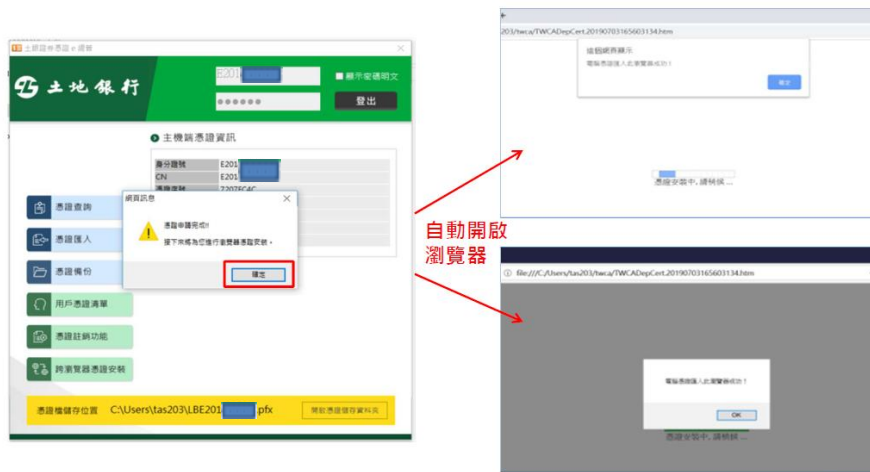 土銀證券憑證 e 總管
土地銀行
E201
顯示密碼明文
●●●●●●
登出
主機端憑證資訊
身分證號 E201
CN E201
憑證序號 7207EC4C
網頁訊息
憑證申請完成!!
接下來將為您進行瀏覽器憑證安裝。
確定
憑證查詢
憑證匯入
憑證備份
用戶憑證清單
憑證註銷功能
跨瀏覽器憑證安裝
憑證檔儲存位置 C:\Users\tas203\LBE201 .pfx
開啟憑證儲存資料夾
自動開啟
瀏覽器
203/twca/TWCADepCert.20190703165603134.htm
這個網頁顯示
電腦憑證匯入此瀏覽器成功！
確定
憑證安裝中, 請稍候 ...
file:///C:/Users/tas203/twca/TWCADepCert.20190703165603134.htm
電腦憑證匯入此瀏覽器成功！
OK
憑證安裝中, 請稍候 ...